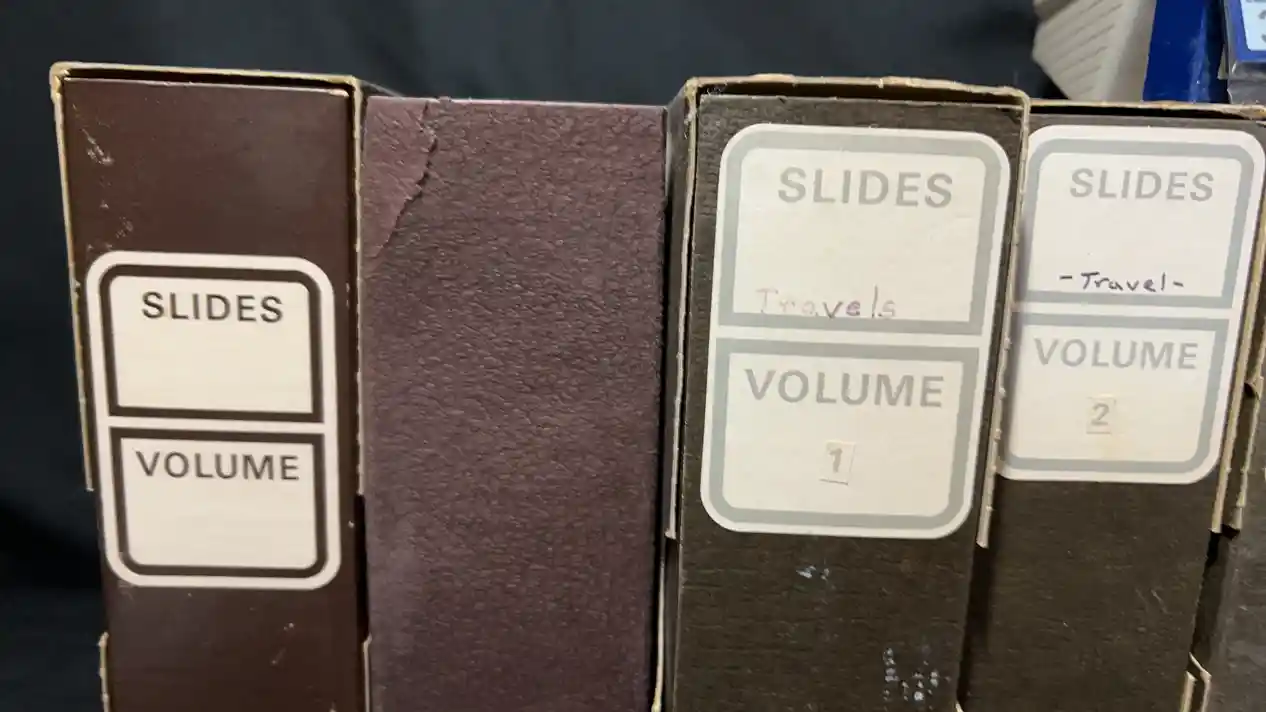 SLIDES
VOLUME
SLIDES
Travels
VOLUME
1
SLIDES
-Travel-
VOLUME
2